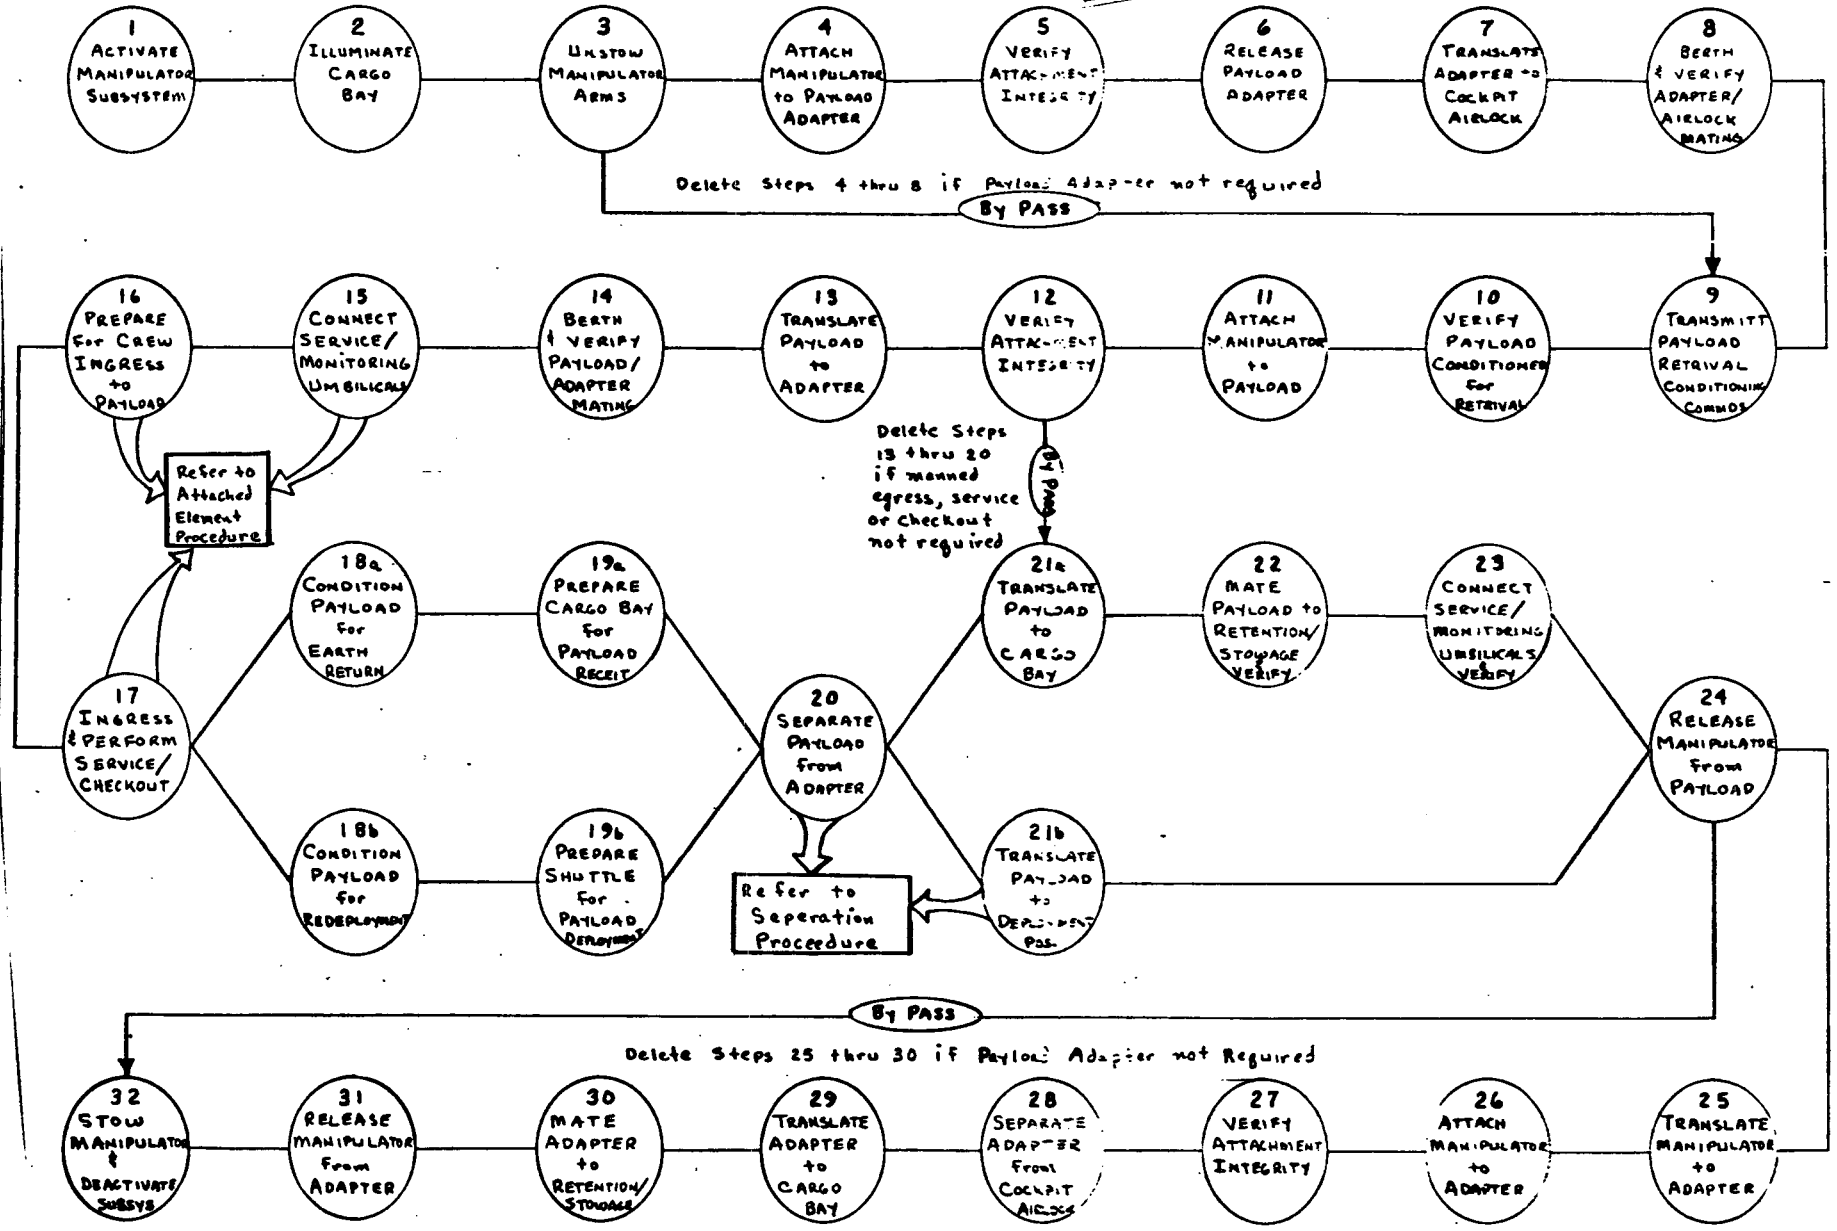 1
ACTIVATE
MANIPULATOR
SUBSYSTEM
2
ILLUMINATE
CARGO
BAY
3
UNSTOW
MANIPULATOR
ARMS
4
ATTACH
MANIPULATOR
to PAYLOAD
ADAPTER
5
VERIFY
ATTACHMENT
INTEGRITY
6
RELEASE
PAYLOAD
ADAPTER
7
TRANSLATE
ADAPTER to
COCKPIT
AIRLOCK
8
BERTH
& VERIFY
ADAPTER/
AIRLOCK
MATING
Delete Steps 4 thru 8 if Payload Adapter not required
By PASS
16
PREPARE
for CREW
INGRESS
to
PAYLOAD
15
CONNECT
SERVICE/
MONITORING
UMBILICALS
14
BERTH
& VERIFY
PAYLOAD/
ADAPTER
MATING
13
TRANSLATE
PAYLOAD
to
ADAPTER
12
VERIFY
ATTACHMENT
INTEGRITY
11
ATTACH
MANIPULATOR
to
PAYLOAD
10
VERIFY
PAYLOAD
CONDITIONED
for
RETRIVAL
9
TRANSMITT
PAYLOAD
RETRIVAL
CONDITIONING
COMMDS
Refer to
Attached
Element
Procedure
Delete Steps
13 thru 20
if manned
egress, service
or checkout
not required
By PASS
17
INGRESS
& PERFORM
SERVICE/
CHECKOUT
18a
CONDITION
PAYLOAD
for
EARTH
RETURN
19a
PREPARE
CARGO BAY
for
PAYLOAD
RECEIT
20
SEPARATE
PAYLOAD
from
ADAPTER
21a
TRANSLATE
PAYLOAD
to
CARGO
BAY
22
MATE
PAYLOAD to
RETENTION/
STOWAGE
VERIFY
23
CONNECT
SERVICE/
MONITORING
UMBILICALS
& VERIFY
24
RELEASE
MANIPULATOR
from
PAYLOAD
18b
CONDITION
PAYLOAD
for
REDEPLOYMENT
19b
PREPARE
SHUTTLE
for
PAYLOAD
DEPLOYMENT
21b
TRANSLATE
PAYLOAD
to
DEPLOYMENT
POS.
Refer to
Seperation
Proceedure
By PASS
Delete Steps 25 thru 30 if Payload Adapter not Required
32
STOW
MANIPULATOR
&
DEACTIVATE
SUBSYS
31
RELEASE
MANIPULATOR
from
ADAPTER
30
MATE
ADAPTER
to
RETENTION/
STOWAGE
29
TRANSLATE
ADAPTER
to
CARGO
BAY
28
SEPARATE
ADAPTER
from
COCKPIT
AIRLOCK
27
VERIFY
ATTACHMENT
INTEGRITY
26
ATTACH
MANIPULATOR
to
ADAPTER
25
TRANSLATE
MANIPULATOR
to
ADAPTER